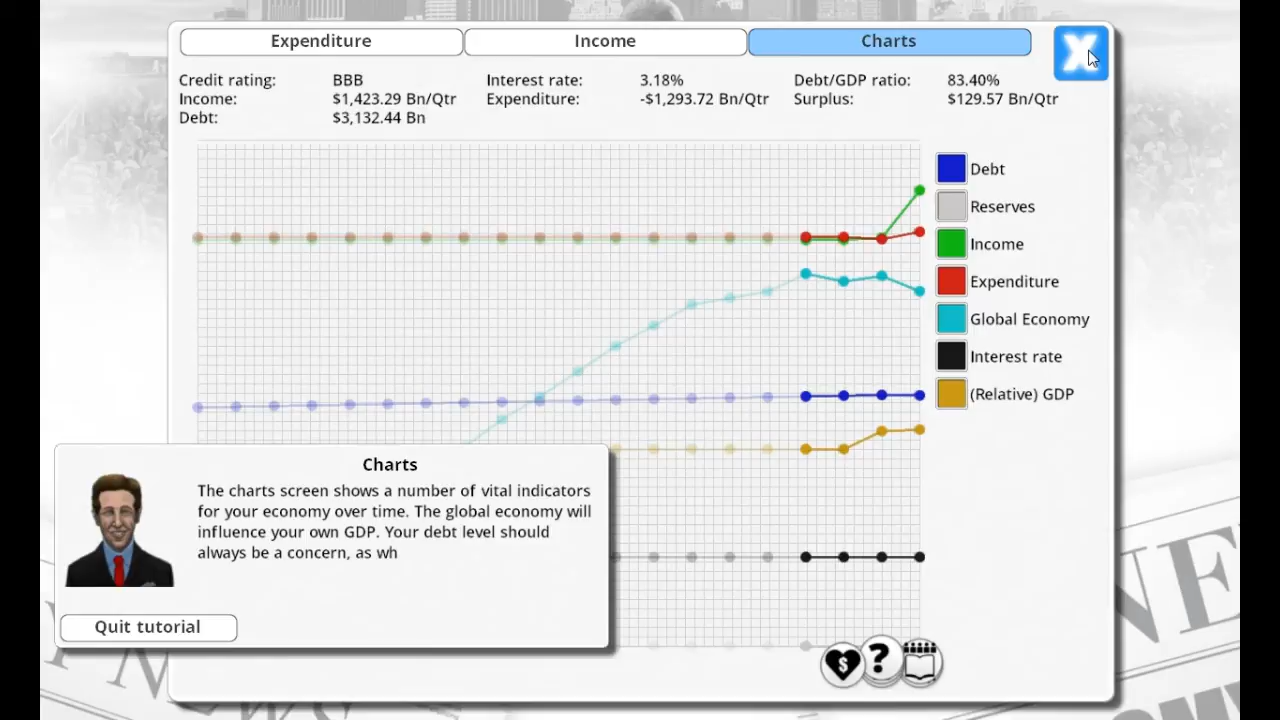 Expenditure
Income
Charts
Credit rating: BBB Interest rate: 3.18% Debt/GDP ratio: 83.40%
Income: $1,423.29 Bn/Qtr Expenditure: -$1,293.72 Bn/Qtr Surplus: $129.57 Bn/Qtr
Debt: $3,132.44 Bn
Debt
Reserves
Income
Expenditure
Global Economy
Interest rate
(Relative) GDP
Charts
The charts screen shows a number of vital indicators
for your economy over time. The global economy will
influence your own GDP. Your debt level should
always be a concern, as wh
Quit tutorial
X
$
?
NEWS